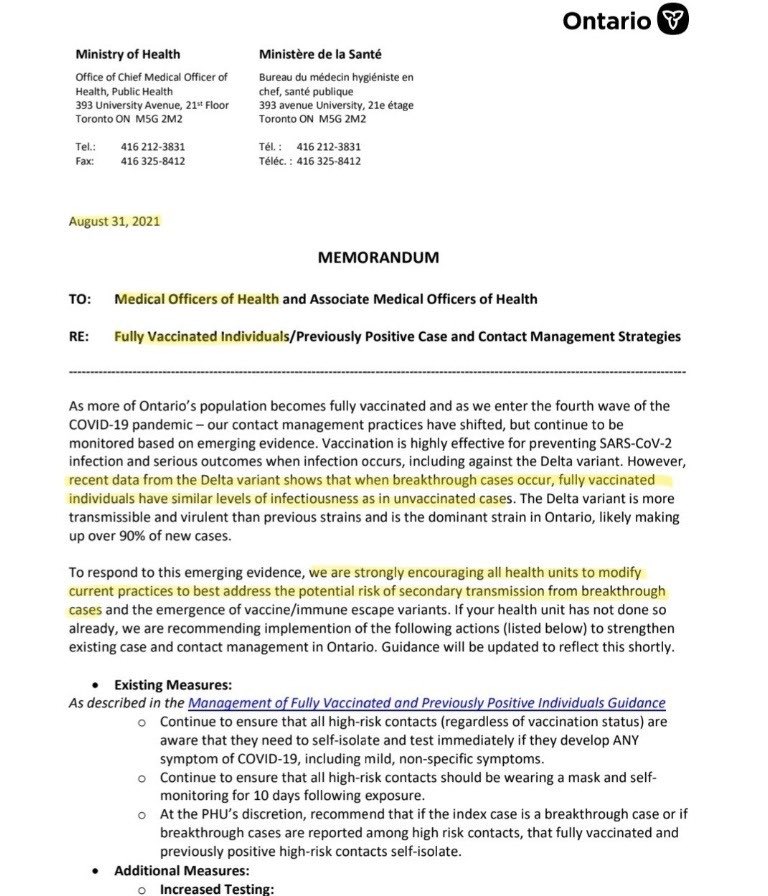 Ontario
Ministry of Health
Office of Chief Medical Officer of
Health, Public Health
393 University Avenue, 21st Floor
Toronto ON M5G 2M2
Tel.: 416 212-3831
Fax: 416 325-8412
Ministère de la Santé
Bureau du médecin hygiéniste en
chef, santé publique
393 avenue University, 21e étage
Toronto ON M5G 2M2
Tél. : 416 212-3831
Téléc. : 416 325-8412
August 31, 2021
MEMORANDUM
TO: Medical Officers of Health and Associate Medical Officers of Health
RE: Fully Vaccinated Individuals/Previously Positive Case and Contact Management Strategies
As more of Ontario's population becomes fully vaccinated and as we enter the fourth wave of the
COVID-19 pandemic – our contact management practices have shifted, but continue to be
monitored based on emerging evidence. Vaccination is highly effective for preventing SARS-CoV-2
infection and serious outcomes when infection occurs, including against the Delta variant. However,
recent data from the Delta variant shows that when breakthrough cases occur, fully vaccinated
individuals have similar levels of infectiousness as in unvaccinated cases. The Delta variant is more
transmissible and virulent than previous strains and is the dominant strain in Ontario, likely making
up over 90% of new cases.
To respond to this emerging evidence, we are strongly encouraging all health units to modify
current practices to best address the potential risk of secondary transmission from breakthrough
cases and the emergence of vaccine/immune escape variants. If your health unit has not done so
already, we are recommending implemention of the following actions (listed below) to strengthen
existing case and contact management in Ontario. Guidance will be updated to reflect this shortly.
• Existing Measures:
As described in the Management of Fully Vaccinated and Previously Positive Individuals Guidance
o Continue to ensure that all high-risk contacts (regardless of vaccination status) are
aware that they need to self-isolate and test immediately if they develop ANY
symptom of COVID-19, including mild, non-specific symptoms.
o Continue to ensure that all high-risk contacts should be wearing a mask and self-
monitoring for 10 days following exposure.
o At the PHU's discretion, recommend that if the index case is a breakthrough case or if
breakthrough cases are reported among high risk contacts, that fully vaccinated and
previously positive high-risk contacts self-isolate.
• Additional Measures:
o Increased Testing: